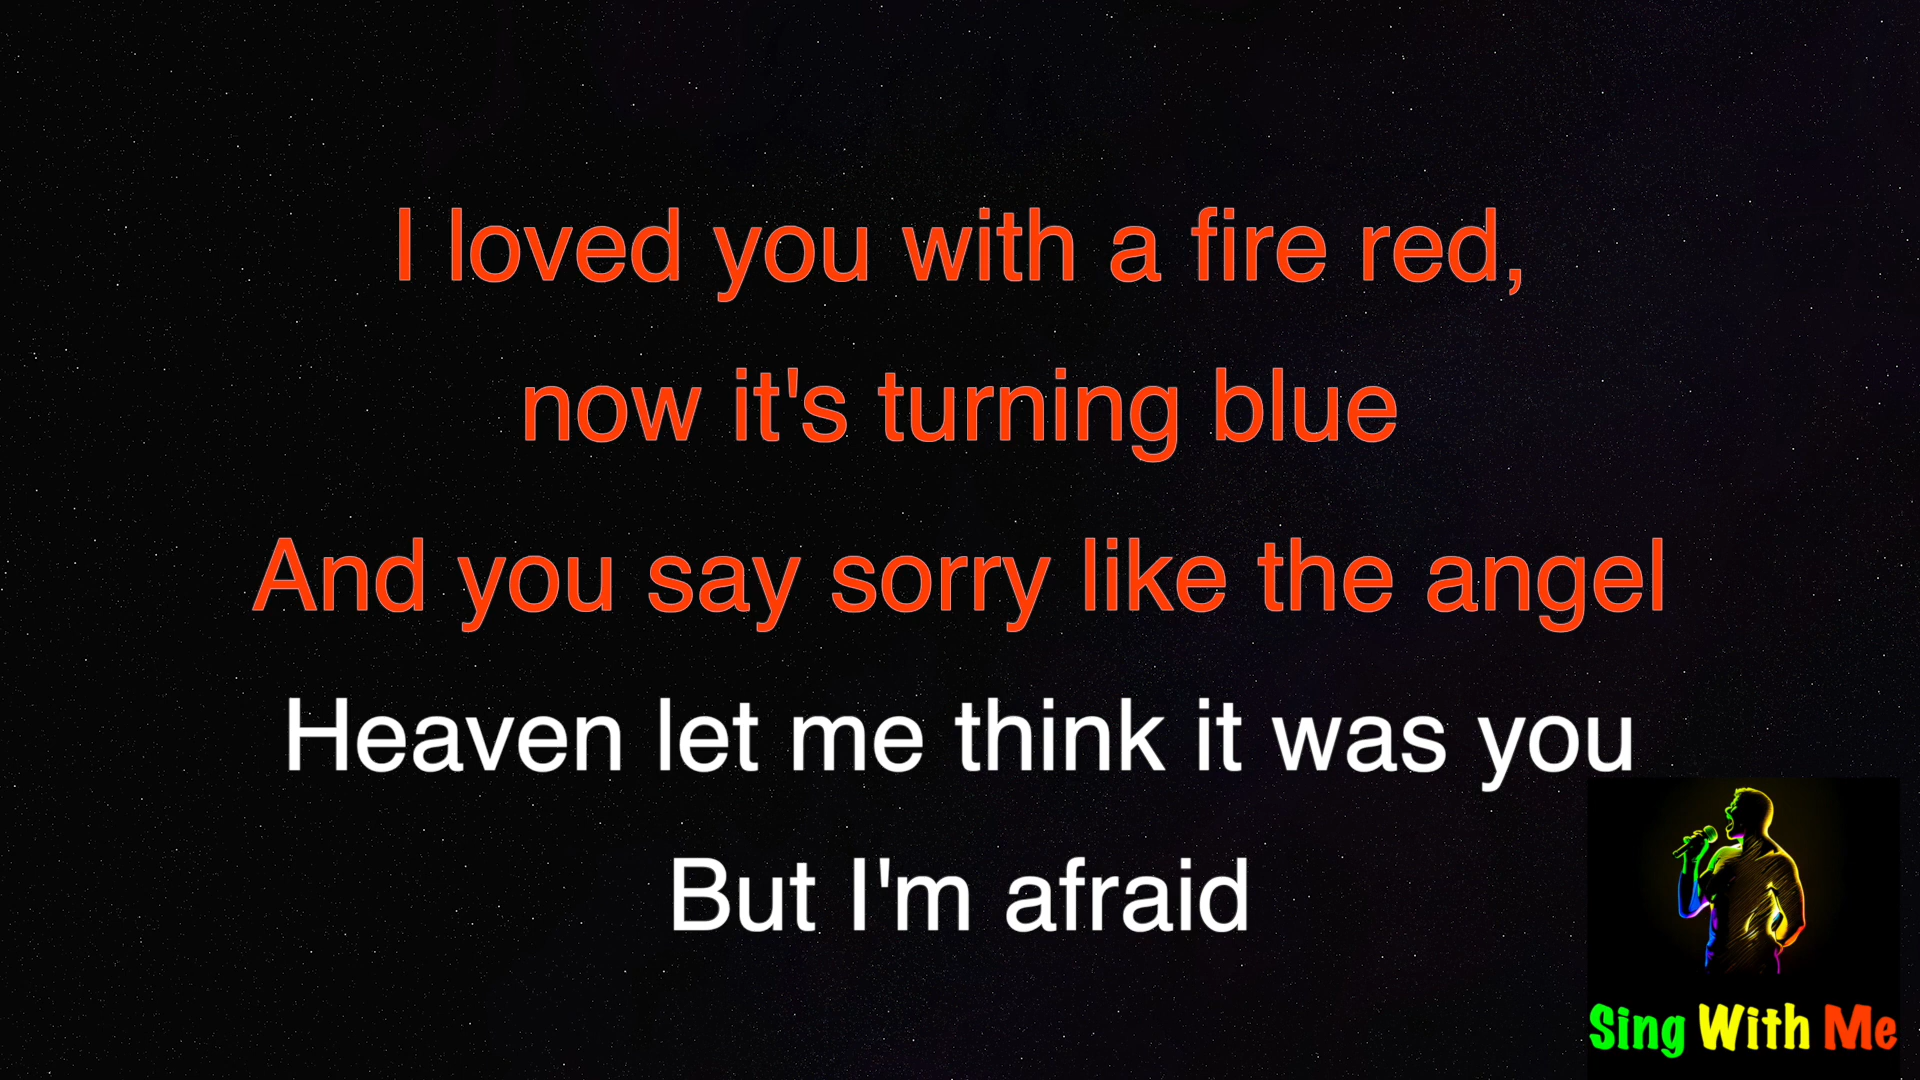 I loved you with a fire red,
now it's turning blue
And you say sorry like the angel
Heaven let me think it was you
But I'm afraid
Sing With Me